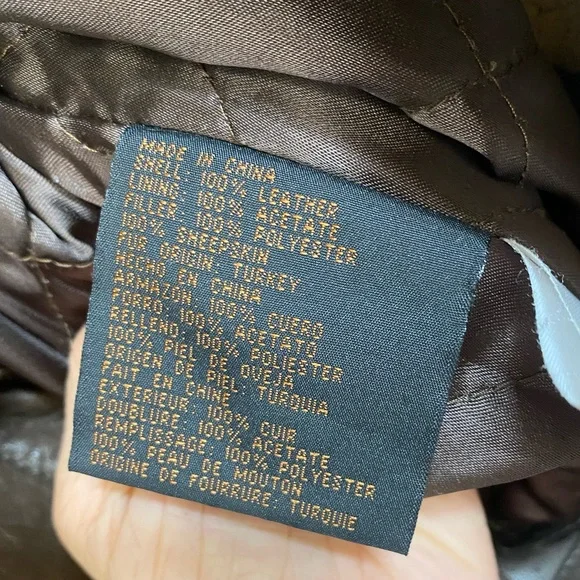 MADE IN CHINA
SHELL: 100% LEATHER
LINING: 100% ACETATE
FILLER: 100% POLYESTER
100% SHEEPSKIN
FUR ORIGIN: TURKEY
HECHO EN CHINA
ARMAZON 100% CUERO
FORRO: 100% ACETATO
RELLENO: 100% POLIESTER
100% PIEL DE OVEJA
ORIGEN DE PIEL: TURQUIA
FAIT EN CHINE
EXTERIEUR: 100% CUIR
DOUBLURE: 100% ACETATE
REMPLISSAGE: 100% POLYESTER
100% PEAU DE MOUTON
ORIGINE DE FOURRURE: TURQUIE